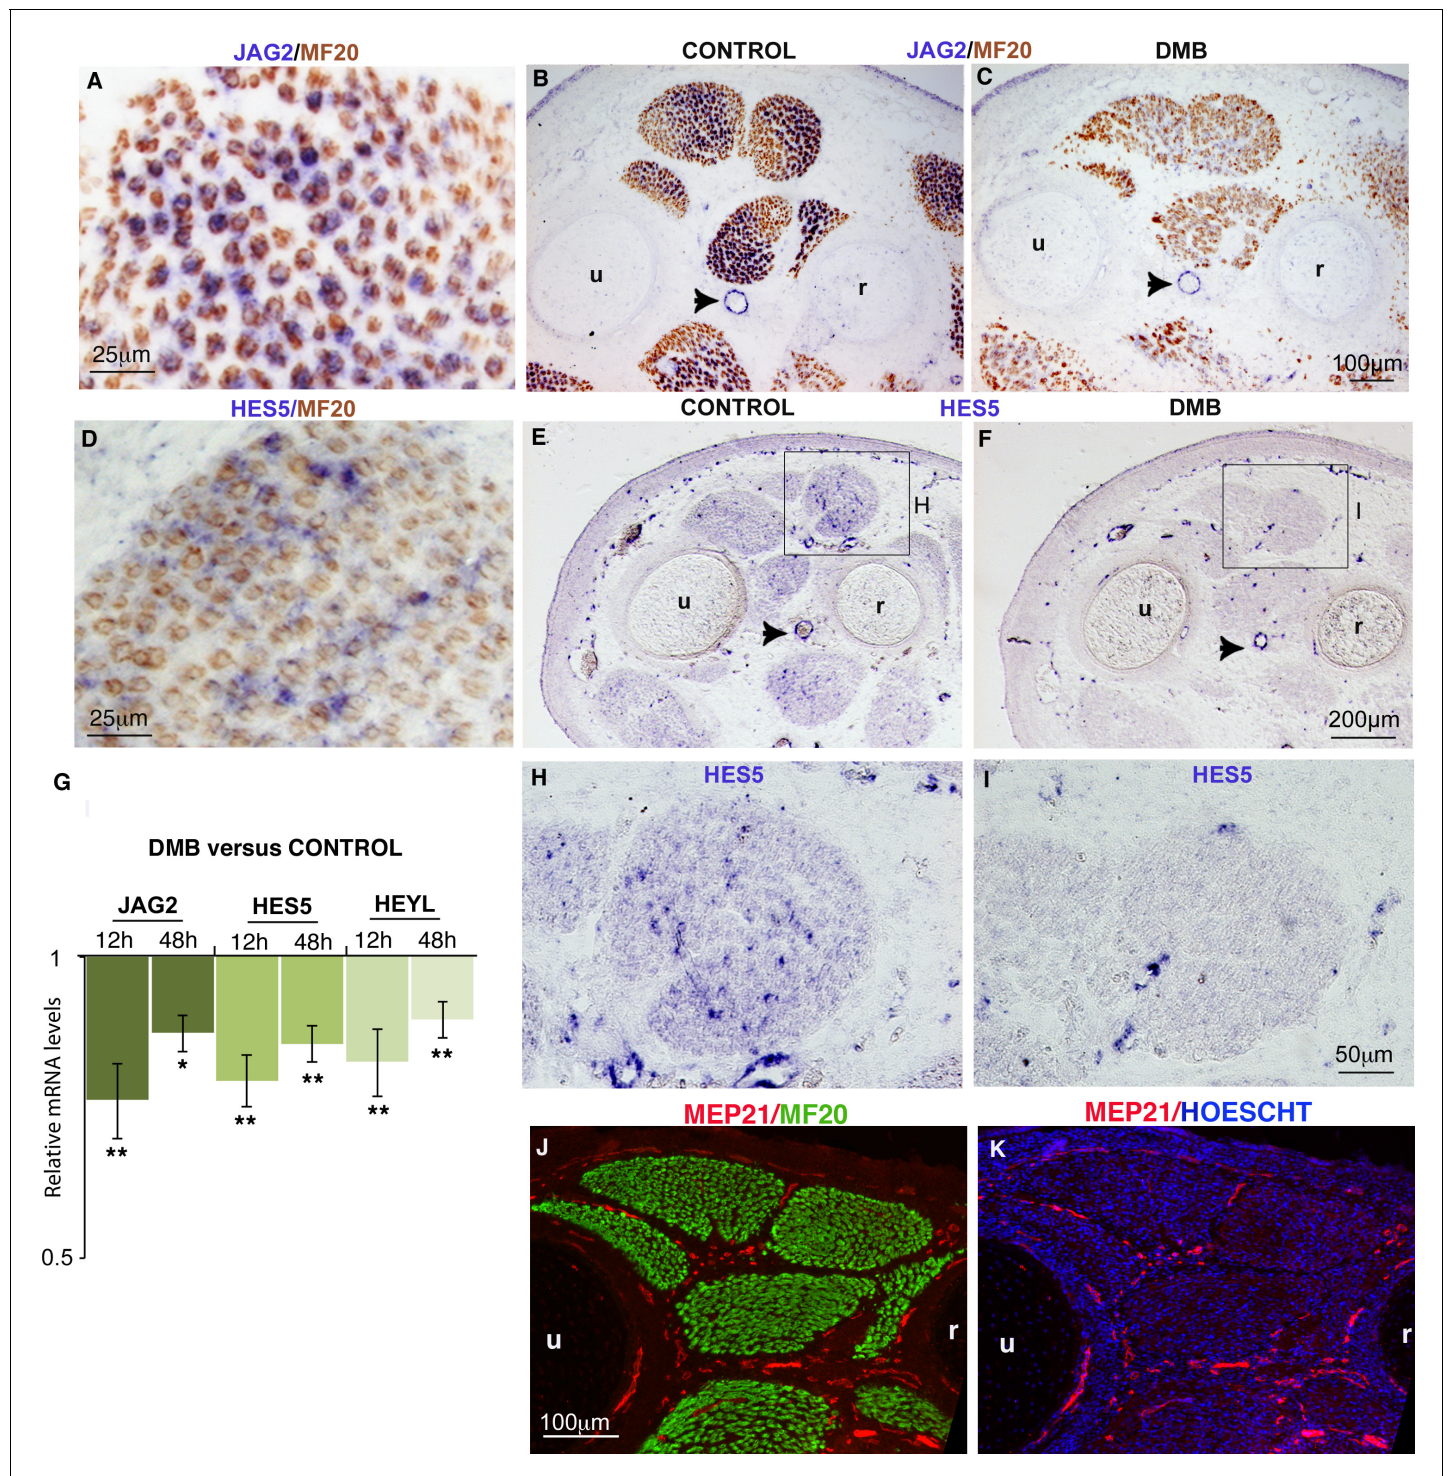 JAG2/MF20
CONTROL
JAG2/MF20
DMB
A
25µm
B
u
r
C
u
r
100µm
HES5/MF20
CONTROL
HES5
DMB
D
25µm
E
H
u
r
F
I
u
r
200µm
G
DMB versus CONTROL
JAG2
HES5
HEYL
12h
48h
12h
48h
12h
48h
1
Relative mRNA levels
0.5
**
*
**
**
**
**
H
HES5
I
HES5
50µm
MEP21/MF20
MEP21/HOESCHT
J
u
r
100µm
K
u
r